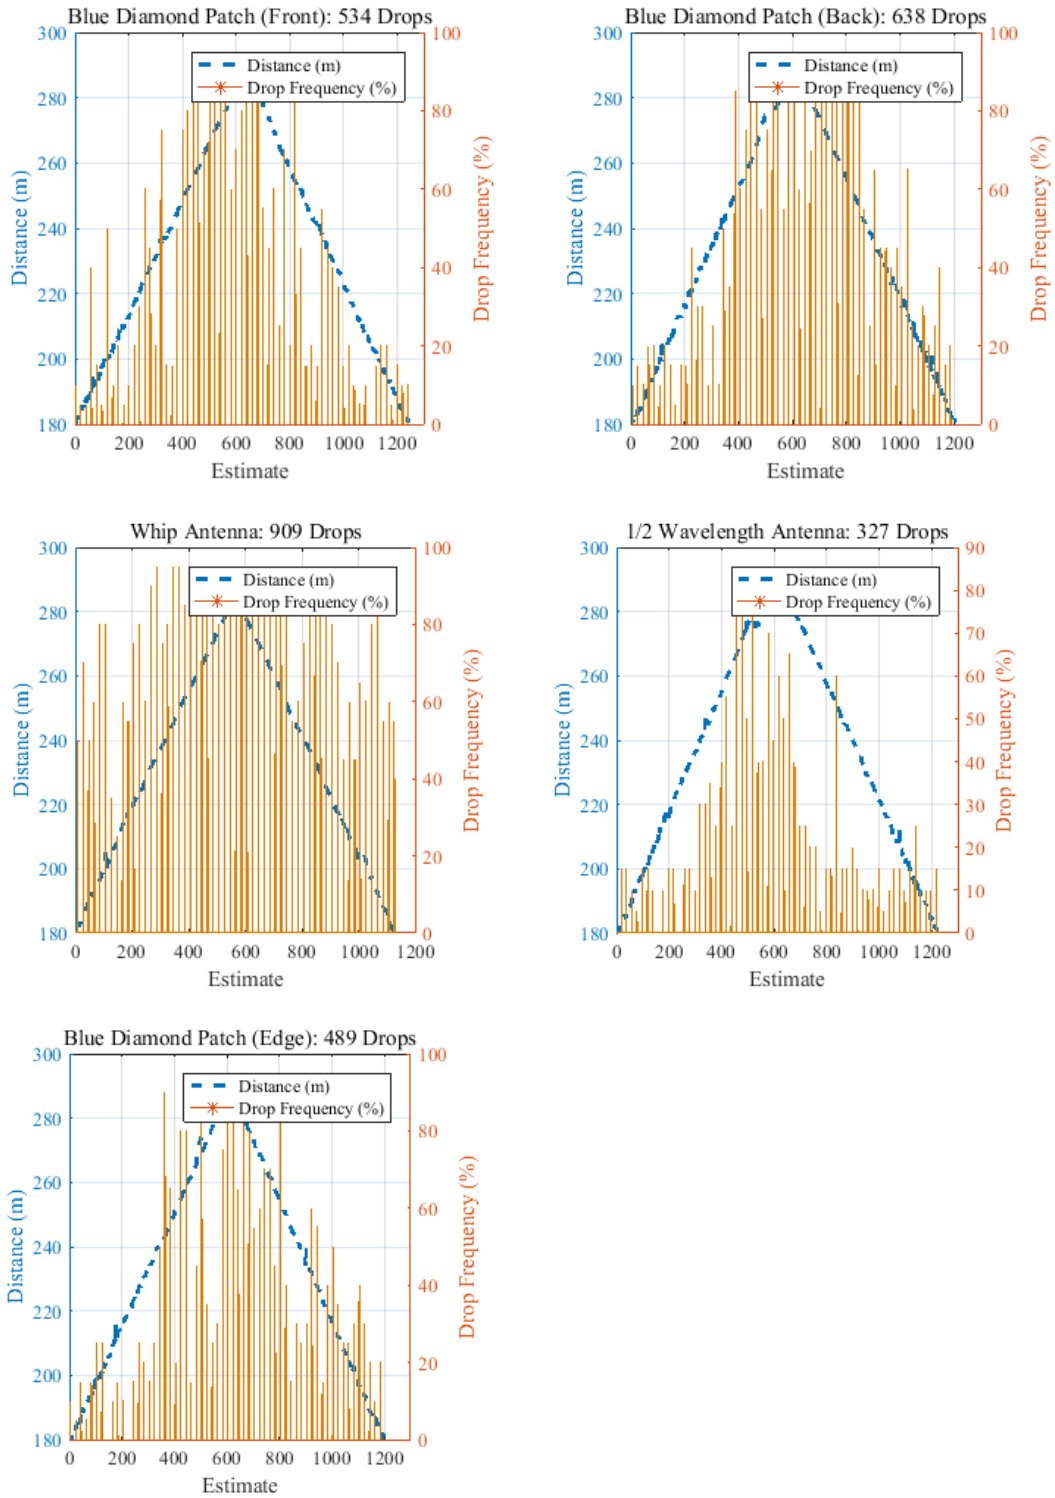 Blue Diamond Patch (Front): 534 Drops
300
280
260
240
220
200
180
Distance (m)
Distance (m)
Drop Frequency (%)
100
80
60
40
20
0
Drop Frequency (%)
0 200 400 600 800 1000 1200
Estimate
Blue Diamond Patch (Back): 638 Drops
300
280
260
240
220
200
180
Distance (m)
Distance (m)
Drop Frequency (%)
100
80
60
40
20
0
Drop Frequency (%)
0 200 400 600 800 1000 1200
Estimate
Whip Antenna: 909 Drops
300
280
260
240
220
200
180
Distance (m)
Distance (m)
Drop Frequency (%)
100
80
60
40
20
0
Drop Frequency (%)
0 200 400 600 800 1000 1200
Estimate
1/2 Wavelength Antenna: 327 Drops
300
280
260
240
220
200
180
Distance (m)
Distance (m)
Drop Frequency (%)
90
80
70
60
50
40
30
20
10
0
Drop Frequency (%)
0 200 400 600 800 1000 1200
Estimate
Blue Diamond Patch (Edge): 489 Drops
300
280
260
240
220
200
180
Distance (m)
Distance (m)
Drop Frequency (%)
100
80
60
40
20
0
Drop Frequency (%)
0 200 400 600 800 1000 1200
Estimate